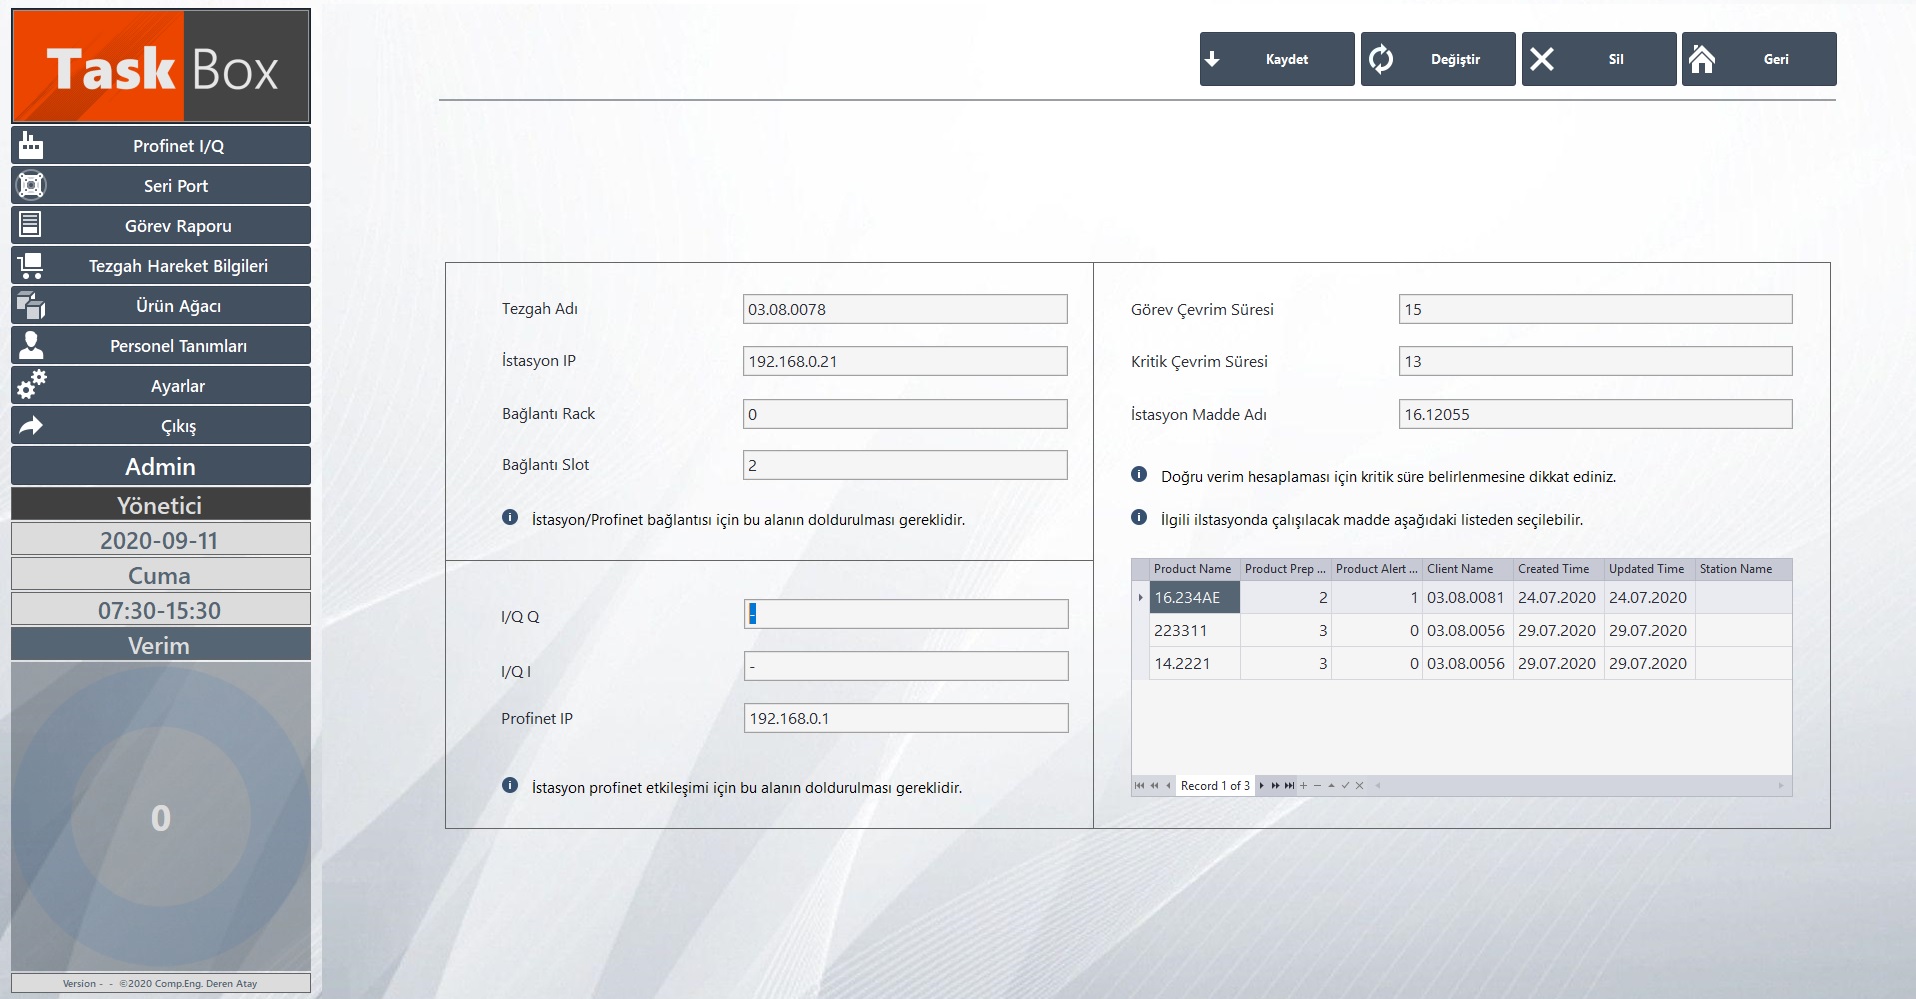 Task Box
Profinet I/Q
Seri Port
Görev Raporu
Tezgah Hareket Bilgileri
Ürün Ağacı
Personel Tanımları
Ayarlar
Çıkış
Admin
Yönetici
2020-09-11
Cuma
07:30-15:30
Verim
0
Version - - ©2020 Comp.Eng. Deren Atay
Kaydet Değiştir Sil Geri
Tezgah Adı 03.08.0078
İstasyon IP 192.168.0.21
Bağlantı Rack 0
Bağlantı Slot 2
İstasyon/Profinet bağlantısı için bu alanın doldurulması gereklidir.
I/Q Q -
I/Q I -
Profinet IP 192.168.0.1
İstasyon profinet etkileşimi için bu alanın doldurulması gereklidir.
Görev Çevrim Süresi 15
Kritik Çevrim Süresi 13
İstasyon Madde Adı 16.12055
Doğru verim hesaplaması için kritik süre belirlenmesine dikkat ediniz.
İlgili ilstasyonda çalışılacak madde aşağıdaki listeden seçilebilir.
Product Name Product Prep ... Product Alert ... Client Name Created Time Updated Time Station Name
16.234AE 2 1 03.08.0081 24.07.2020 24.07.2020
223311 3 0 03.08.0056 29.07.2020 29.07.2020
14.2221 3 0 03.08.0056 29.07.2020 29.07.2020
Record 1 of 3